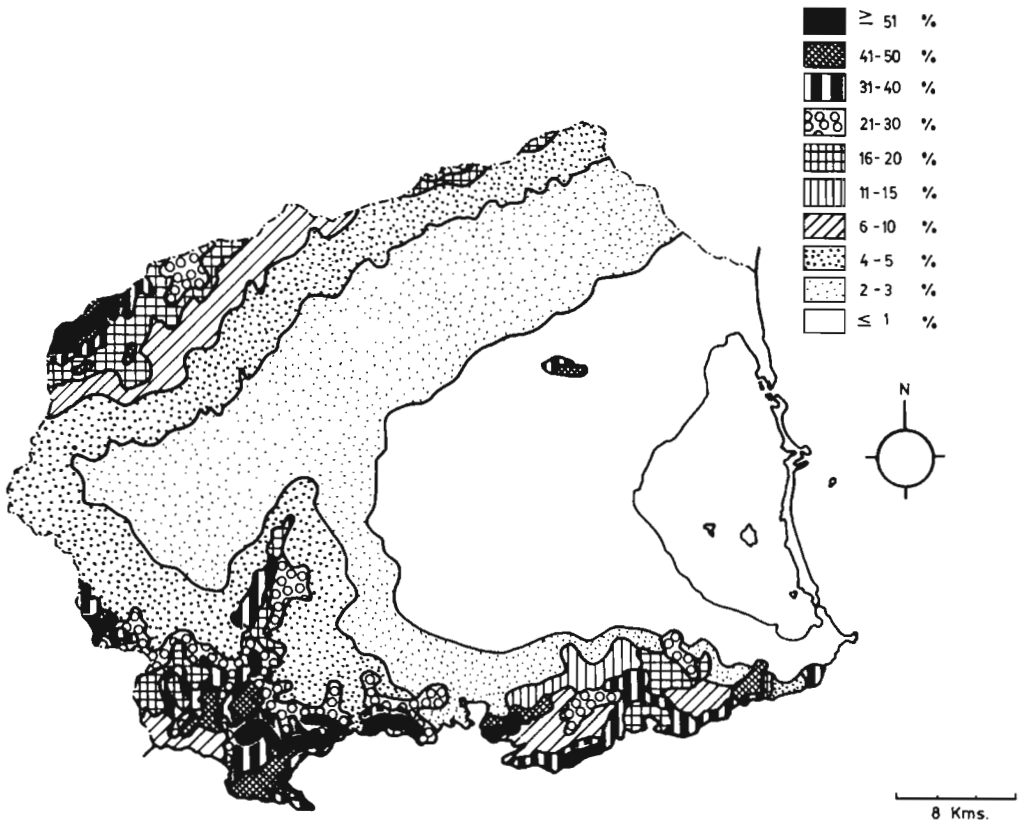 ≥ 51 %
41-50 %
31-40 %
21-30 %
16-20 %
11-15 %
6-10 %
4-5 %
2-3 %
≤ 1 %
N
8 Kms.